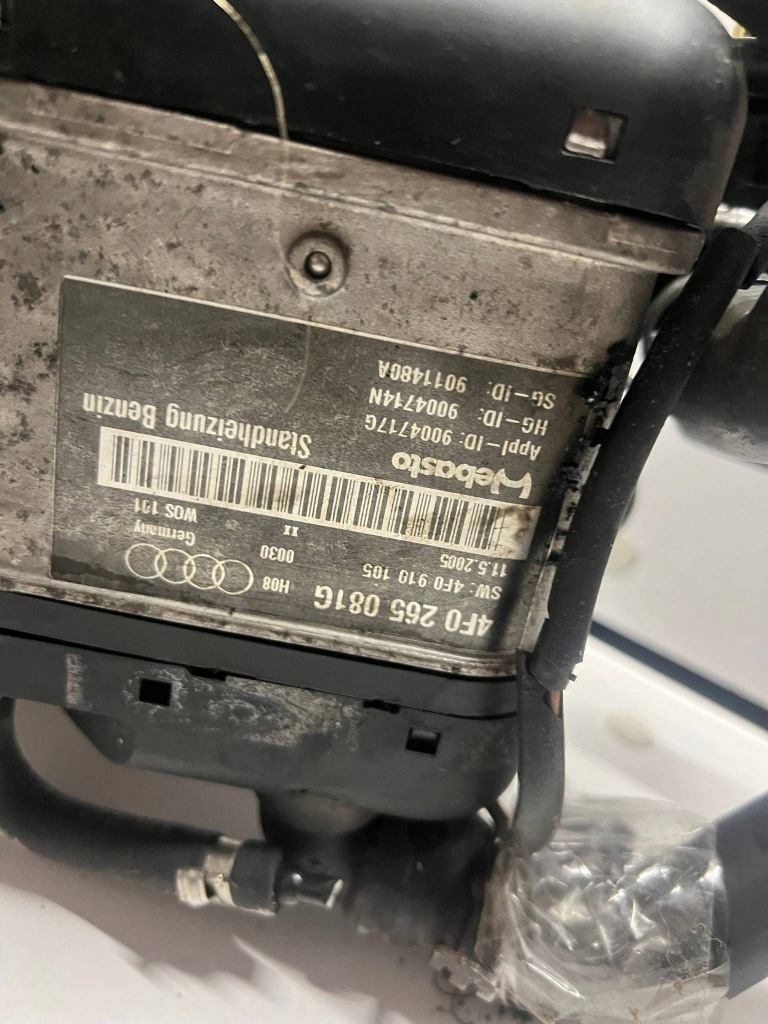 4F0 265 081G
H08
SW: 4F0 910 105
0030
Germany
11.5.2005
XX
WOS 101
Webasto
Standheizung Benzin
Appl-ID: 9004717G
HG-ID: 9004714N
SG-ID: 9011480A